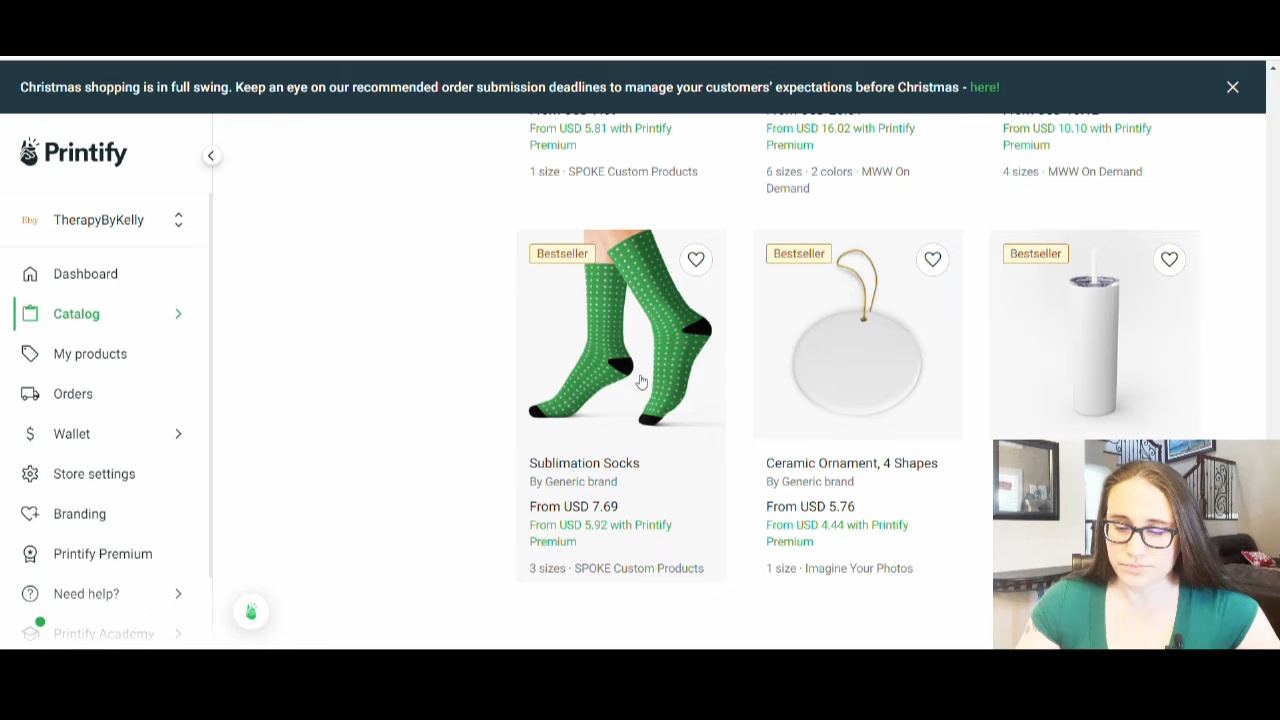 Christmas shopping is in full swing. Keep an eye on our recommended order submission deadlines to manage your customers' expectations before Christmas - here!
Printify
Etsy TherapyByKelly
Dashboard
Catalog
My products
Orders
Wallet
Store settings
Branding
Printify Premium
Need help?
Printify Academy
From USD 5.81 with Printify
Premium
1 size · SPOKE Custom Products
From USD 16.02 with Printify
Premium
6 sizes · 2 colors · MWW On
Demand
From USD 10.10 with Printify
Premium
4 sizes · MWW On Demand
Bestseller
Sublimation Socks
By Generic brand
From USD 7.69
From USD 5.92 with Printify
Premium
3 sizes · SPOKE Custom Products
Bestseller
Ceramic Ornament, 4 Shapes
By Generic brand
From USD 5.76
From USD 4.44 with Printify
Premium
1 size · Imagine Your Photos
Bestseller